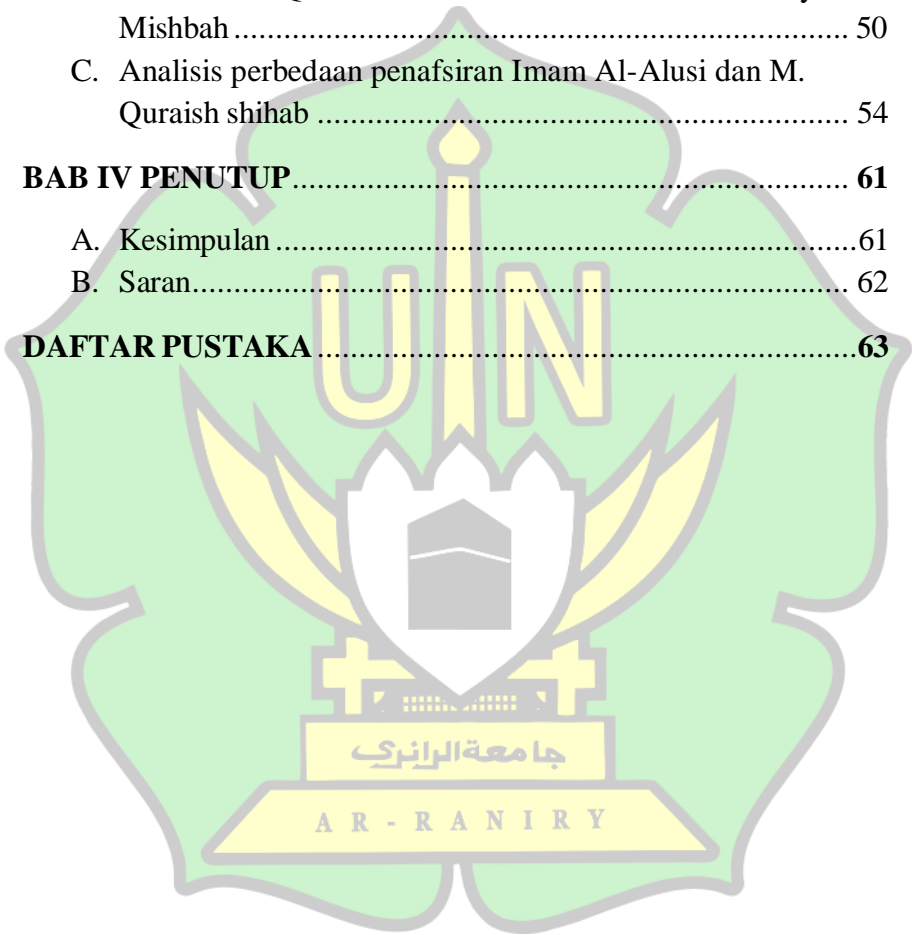 Mishbah ........ 50
C. Analisis perbedaan penafsiran Imam Al-Alusi dan M.
Quraish shihab ........ 54
BAB IV PENUTUP ........ 61
A. Kesimpulan ........ 61
B. Saran ........ 62
DAFTAR PUSTAKA ........ 63
UIN
جامعة الرانري
AR-RANIRY